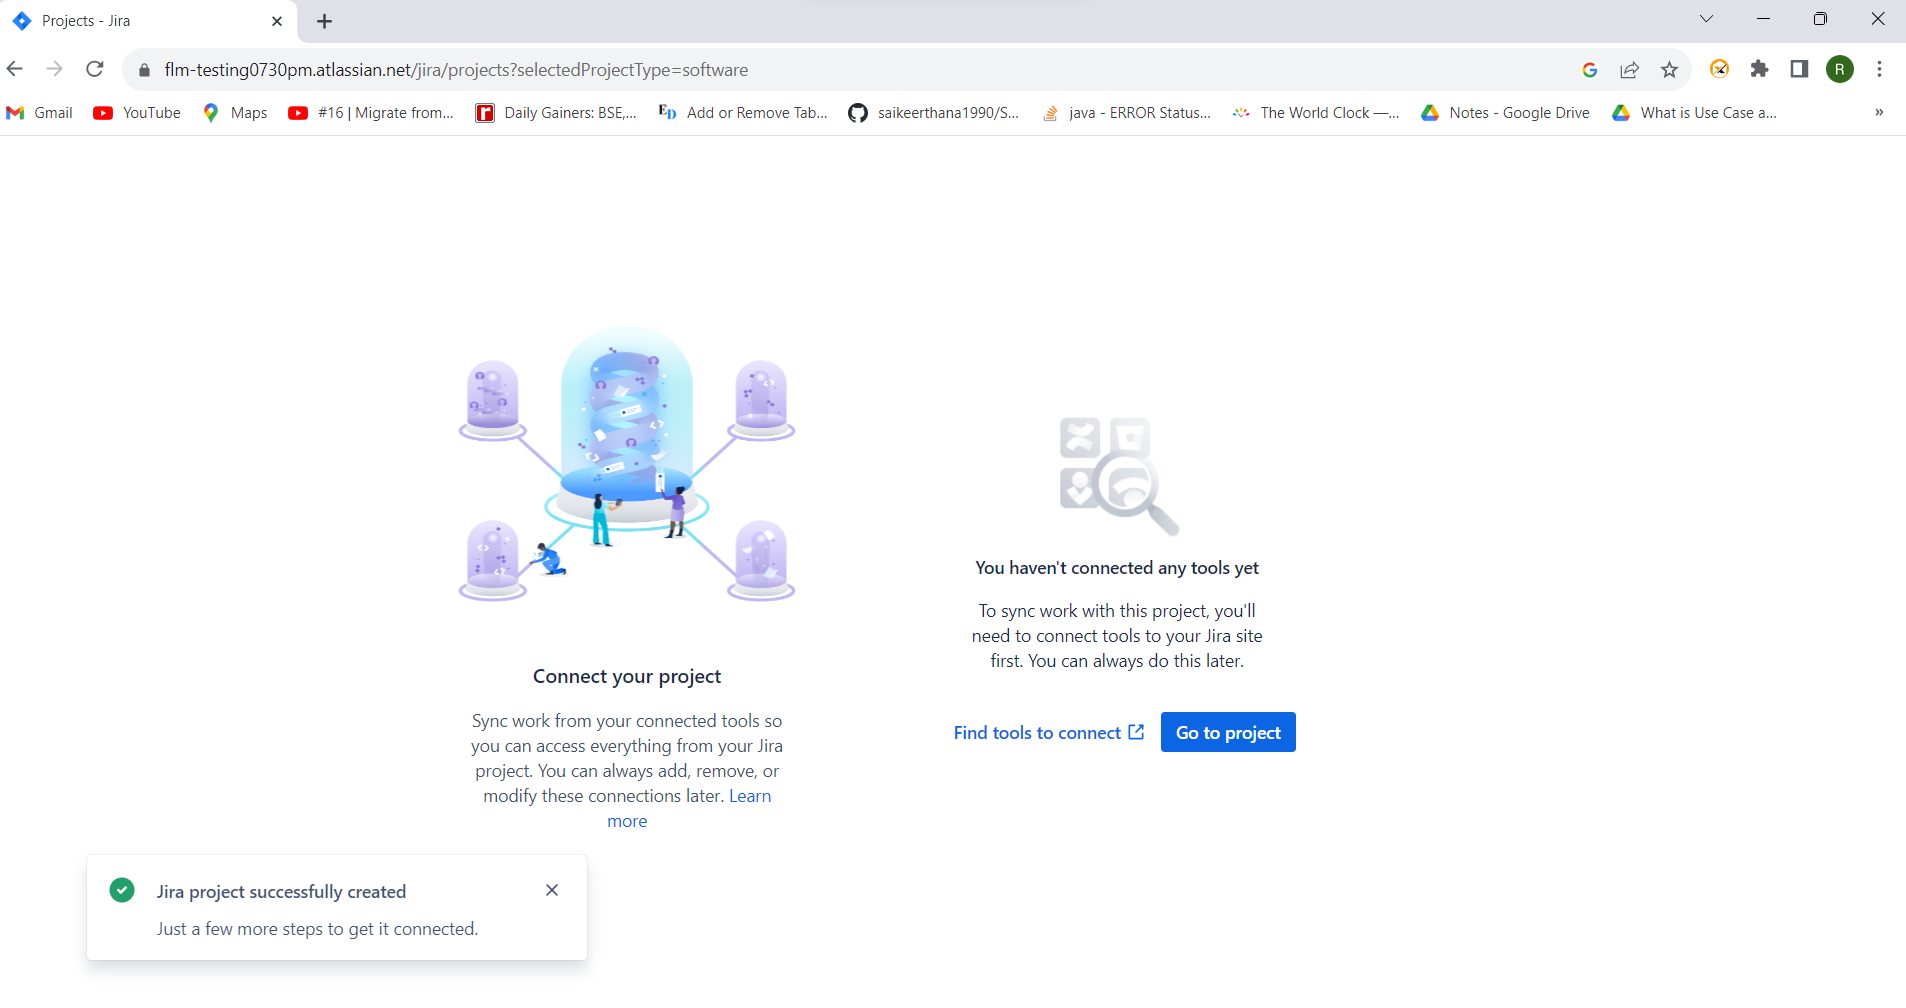 Projects - Jira
flm-testing0730pm.atlassian.net/jira/projects?selectedProjectType=software
R
Gmail
YouTube
Maps
#16 | Migrate from...
Daily Gainers: BSE,...
ED Add or Remove Tab...
saikeerthana1990/S...
java - ERROR Status...
The World Clock —...
Notes - Google Drive
What is Use Case a...
»
You haven't connected any tools yet
To sync work with this project, you'll
need to connect tools to your Jira site
first. You can always do this later.
Find tools to connect
Go to project
Connect your project
Sync work from your connected tools so
you can access everything from your Jira
project. You can always add, remove, or
modify these connections later. Learn
more
Jira project successfully created
Just a few more steps to get it connected.